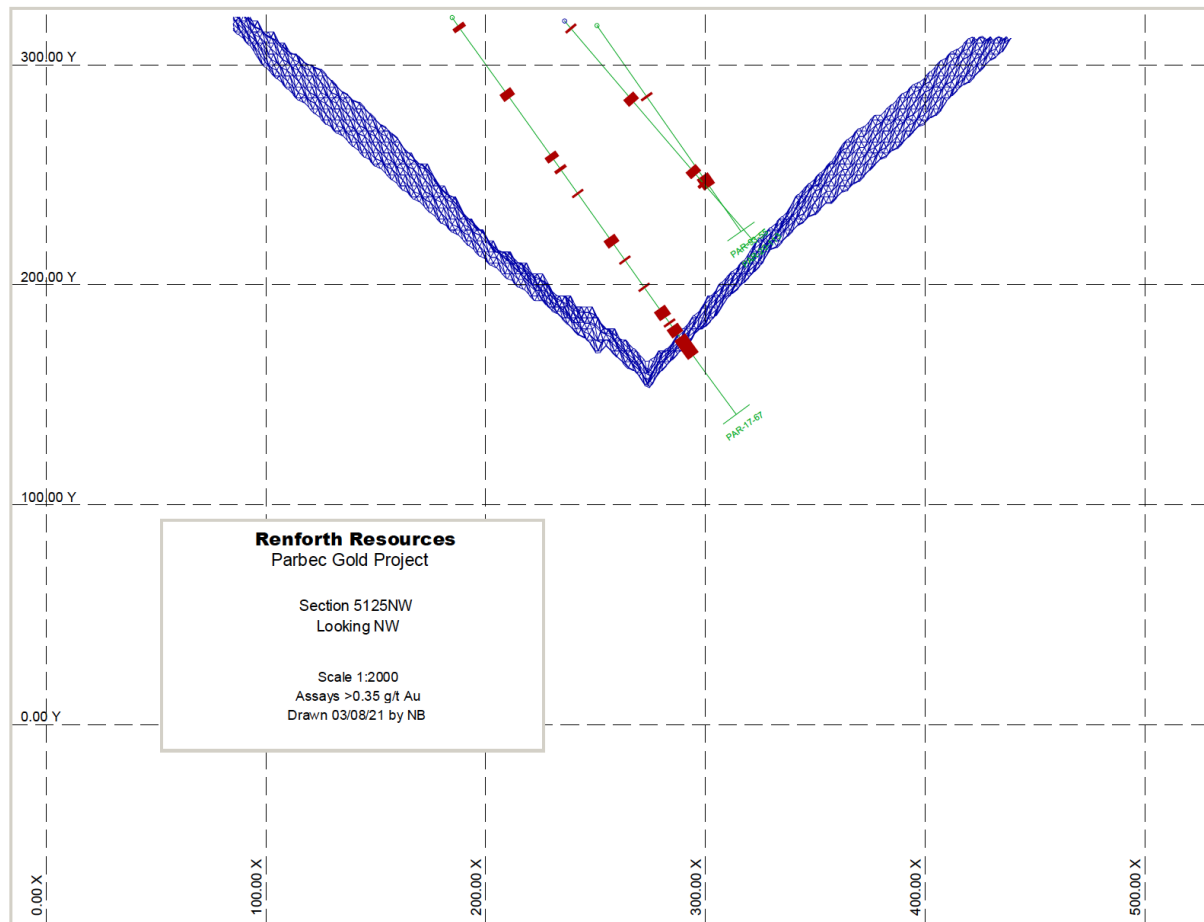 300.00 Y
200.00 Y
PAR-17-67
100.00 Y
Renforth Resources
Parbec Gold Project
Section 5125NW
Looking NW
Scale 1:2000
Assays >0.35 g/t Au
Drawn 03/08/21 by NB
0.00 Y
0.00 X
100.00 X
200.00 X
300.00 X
400.00 X
500.00 X